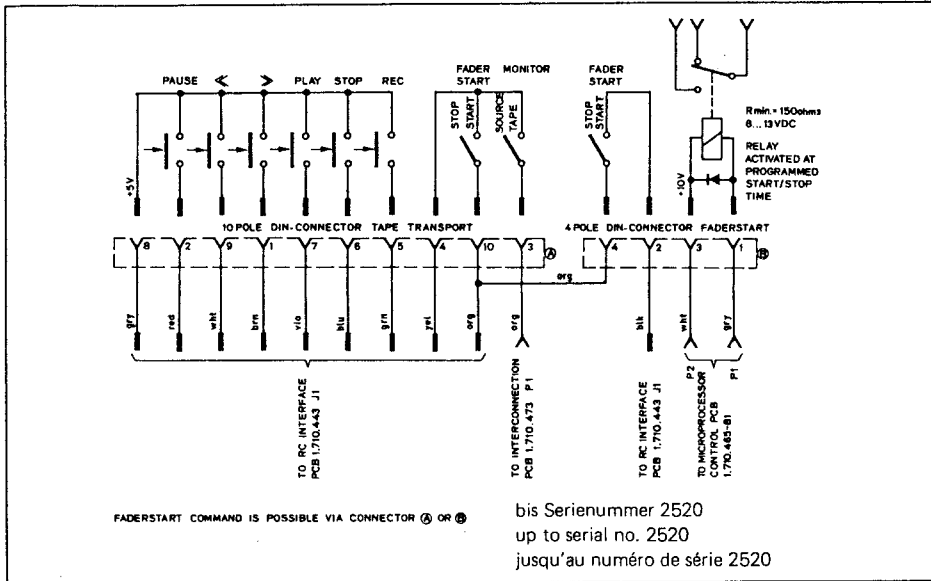 PAUSE ≪ > PLAY STOP REC
FADER START
MONITOR
FADER START
STOP START
SOURCE TAPE
STOP START
Rmin.= 150ohms
8...13VDC
RELAY
ACTIVATED AT
PROGRAMMED
START/STOP
TIME
+5V
+10V
10 POLE DIN-CONNECTOR TAPE TRANSPORT
4 POLE DIN-CONNECTOR FADERSTART
8 2 9 1 7 6 5 4 10 3 A
4 2 3 1 B
org
gry red wht brn vio blu grn yel org org
blk wht gry
P2 P1
TO RC INTERFACE
PCB 1.710.443 J1
TO INTERCONNECTION
PCB 1.710.473 P1
TO RC INTERFACE
PCB 1.710.443 J1
TO MICROPROCESSOR
CONTROL PCB
1.710.465-81
FADERSTART COMMAND IS POSSIBLE VIA CONNECTOR A OR B
bis Serienummer 2520
up to serial no. 2520
jusqu'au numéro de série 2520